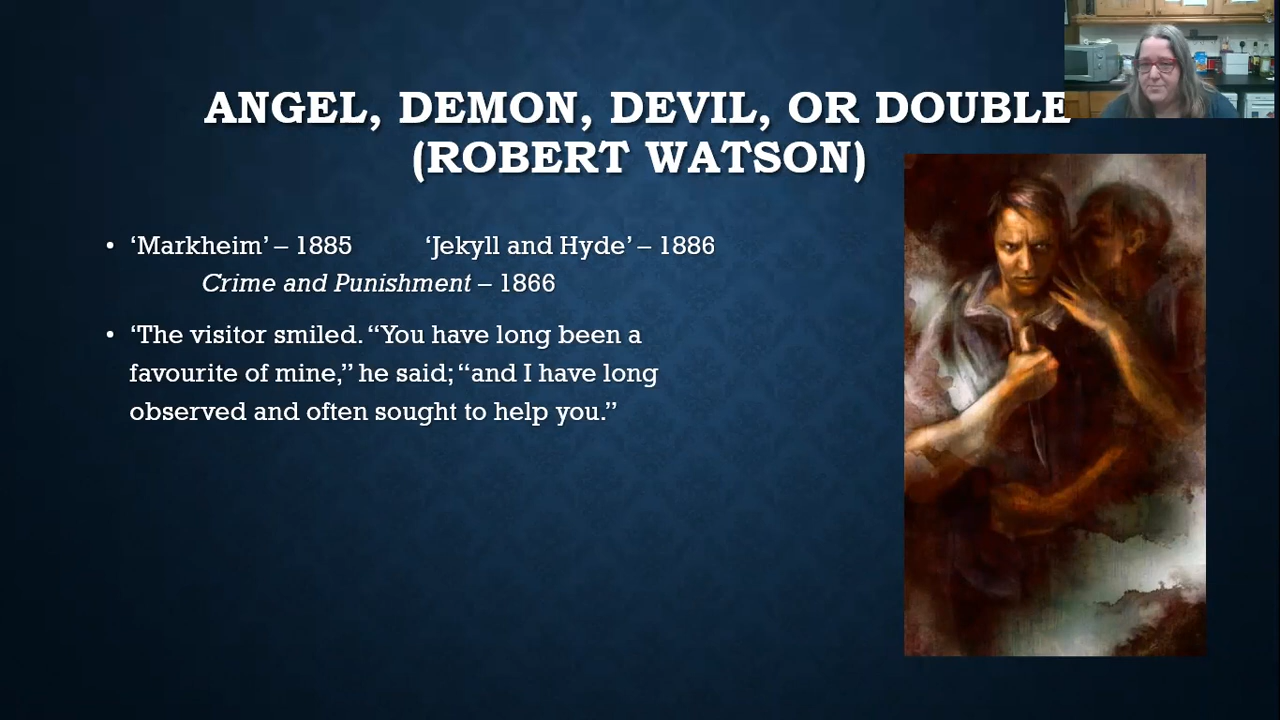 ANGEL, DEMON, DEVIL, OR DOUBLE
(ROBERT WATSON)
• ‘Markheim’ – 1885 ‘Jekyll and Hyde’ – 1886
Crime and Punishment – 1866
• ‘The visitor smiled. “You have long been a
favourite of mine,” he said; “and I have long
observed and often sought to help you.”